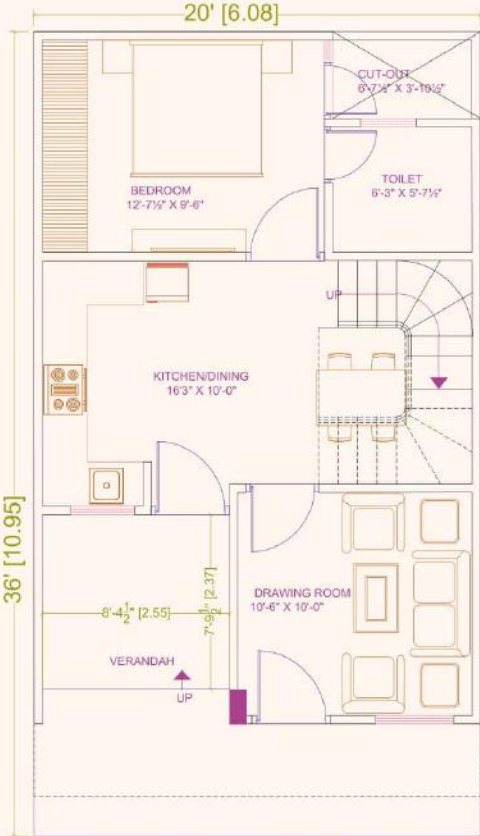 20' [6.08]
CUT-OUT
6'-7½" X 3'-10½"
TOILET
6'-3" X 5'-7½"
BEDROOM
12'-7½" X 9'-6"
UP
KITCHEN/DINING
16'3" X 10'-0"
36' [10.95]
8'-4½" [2.55]
7'-9½" [2.37]
DRAWING ROOM
10'-6" X 10'-0"
VERANDAH
UP